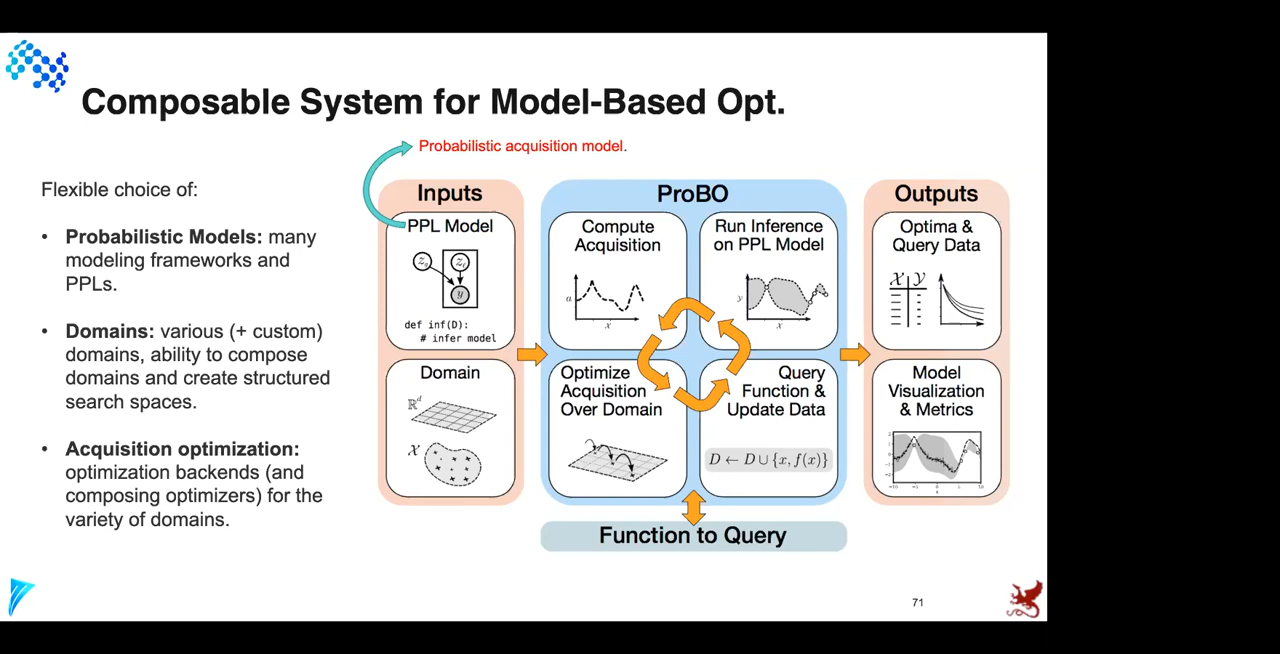 Composable System for Model-Based Opt.
Probabilistic acquisition model.
Flexible choice of:
• Probabilistic Models: many
modeling frameworks and
PPLs.
• Domains: various (+ custom)
domains, ability to compose
domains and create structured
search spaces.
• Acquisition optimization:
optimization backends (and
composing optimizers) for the
variety of domains.
Inputs
PPL Model
y
def inf(D):
# infer model
Domain
ℝᵈ
𝒳
ProBO
Compute
Acquisition
a
x
Run Inference
on PPL Model
y
x
Optimize
Acquisition
Over Domain
Query
Function &
Update Data
D ← D ∪ {x, f(x)}
Function to Query
Outputs
Optima &
Query Data
𝒳 𝒴
Model
Visualization
& Metrics
71